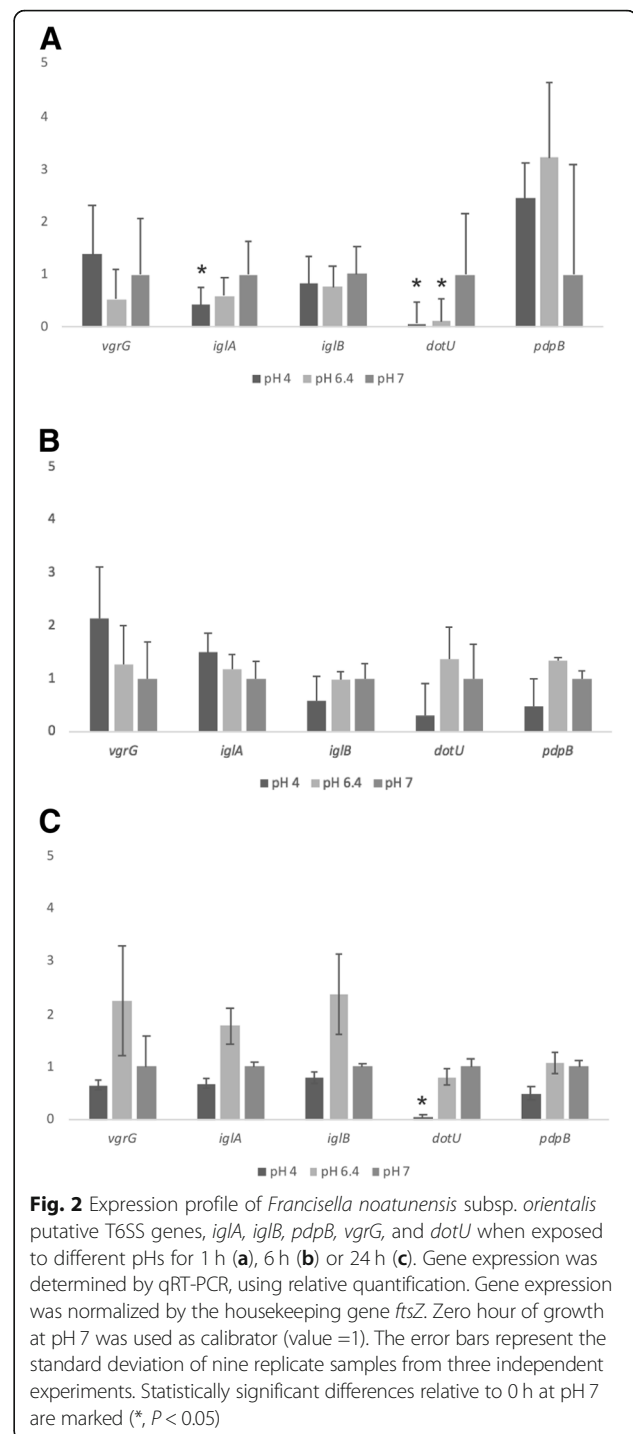 A
5
4
3
2
1
0
*
*
*
vgrG
iglA
iglB
dotU
pdpB
pH 4
pH 6.4
pH 7
B
5
4
3
2
1
0
vgrG
iglA
iglB
dotU
pdpB
pH 4
pH 6.4
pH 7
C
5
4
3
2
1
0
*
vgrG
iglA
iglB
dotU
pdpB
pH 4
pH 6.4
pH 7
Fig. 2 Expression profile of Francisella noatunensis subsp. orientalis
putative T6SS genes, iglA, iglB, pdpB, vgrG, and dotU when exposed
to different pHs for 1 h (a), 6 h (b) or 24 h (c). Gene expression was
determined by qRT-PCR, using relative quantification. Gene expression
was normalized by the housekeeping gene ftsZ. Zero hour of growth
at pH 7 was used as calibrator (value =1). The error bars represent the
standard deviation of nine replicate samples from three independent
experiments. Statistically significant differences relative to 0 h at pH 7
are marked (*, P < 0.05)